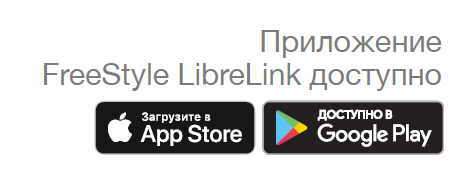 Приложение
FreeStyle LibreLink доступно
Загрузите в
App Store
ДОСТУПНО В
Google Play